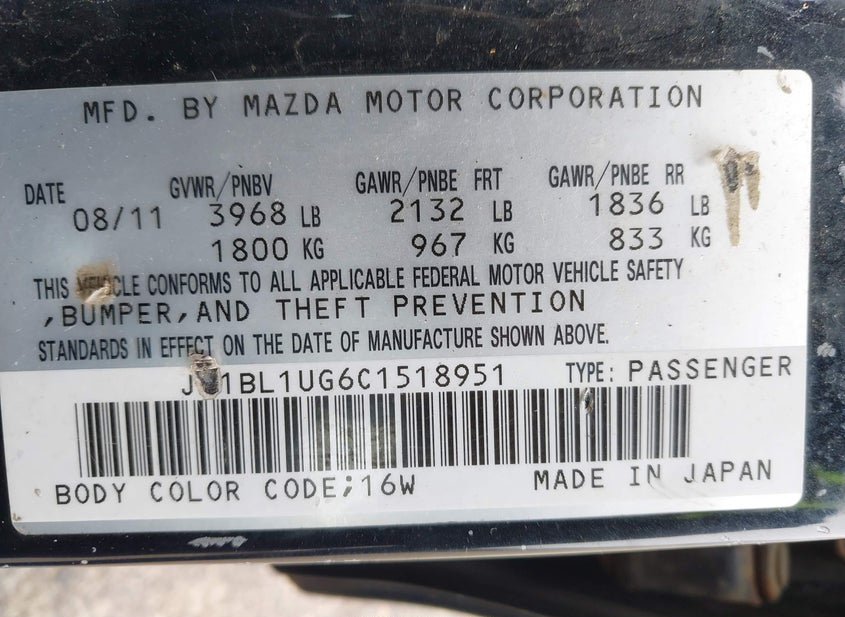 MFD. BY MAZDA MOTOR CORPORATION
DATE GVWR/PNBV GAWR/PNBE FRT GAWR/PNBE RR
08/11 3968 LB 2132 LB 1836 LB
1800 KG 967 KG 833 KG
THIS VEHICLE CONFORMS TO ALL APPLICABLE FEDERAL MOTOR VEHICLE SAFETY
,BUMPER,AND THEFT PREVENTION
STANDARDS IN EFFECT ON THE DATE OF MANUFACTURE SHOWN ABOVE.
TYPE: PASSENGER
BODY COLOR CODE;16W MADE IN JAPAN